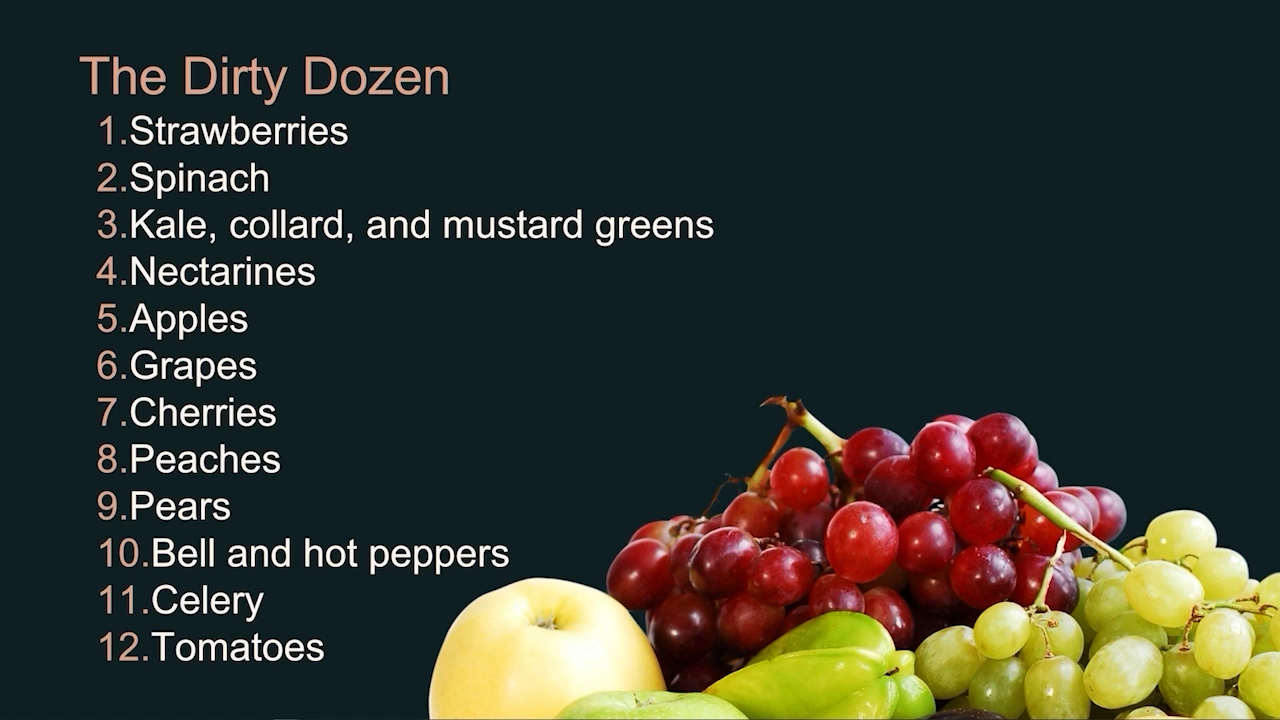 The Dirty Dozen
1.Strawberries
2.Spinach
3.Kale, collard, and mustard greens
4.Nectarines
5.Apples
6.Grapes
7.Cherries
8.Peaches
9.Pears
10.Bell and hot peppers
11.Celery
12.Tomatoes